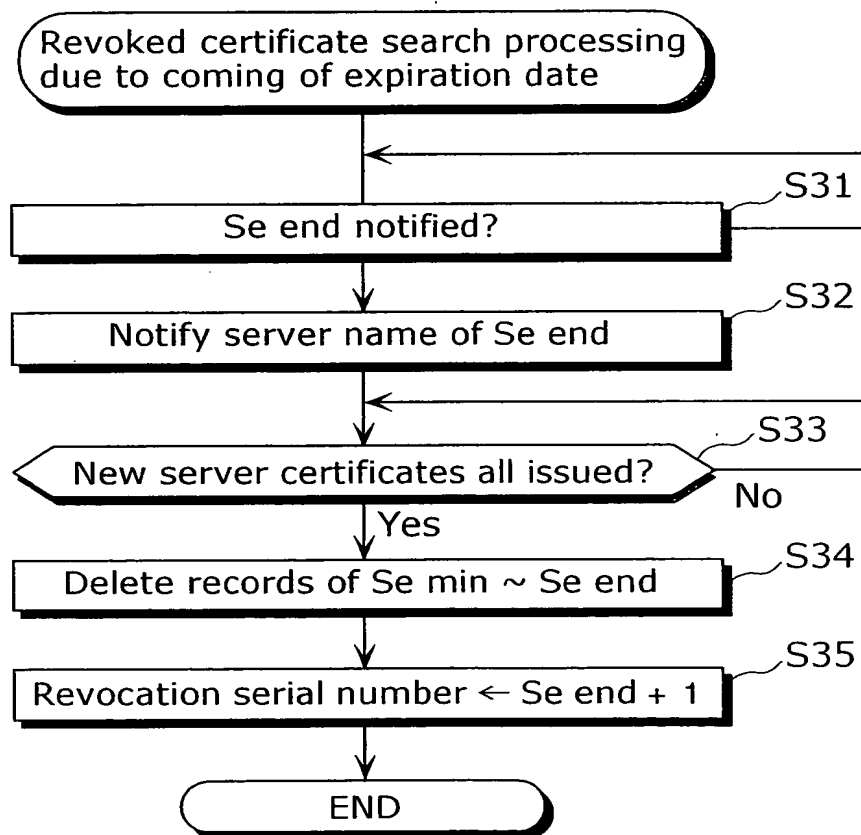 Revoked certificate search processing
due to coming of expiration date
S31
Se end notified?
S32
Notify server name of Se end
S33
New server certificates all issued?
No
Yes
S34
Delete records of Se min ~ Se end
S35
Revocation serial number ← Se end + 1
END